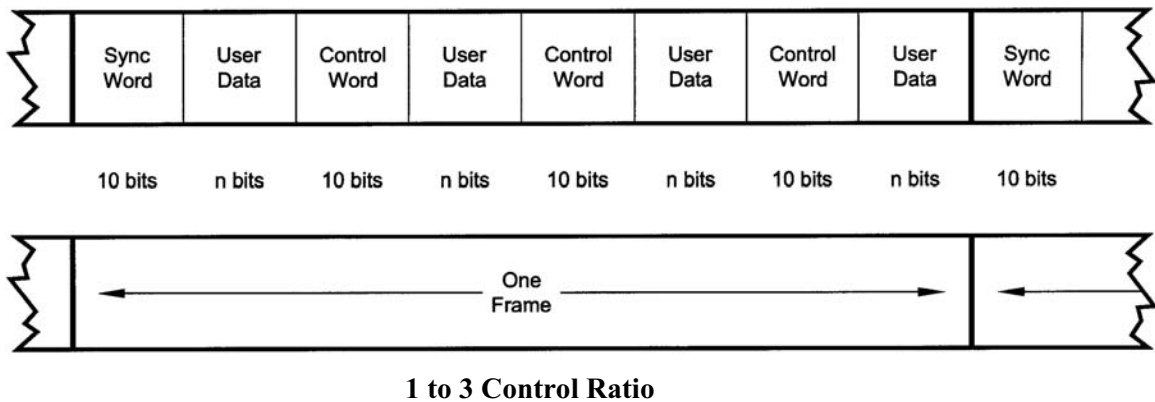 Sync Word User Data Control Word User Data Control Word User Data Control Word User Data Sync Word
10 bits n bits 10 bits n bits 10 bits n bits 10 bits n bits 10 bits
One
Frame
1 to 3 Control Ratio